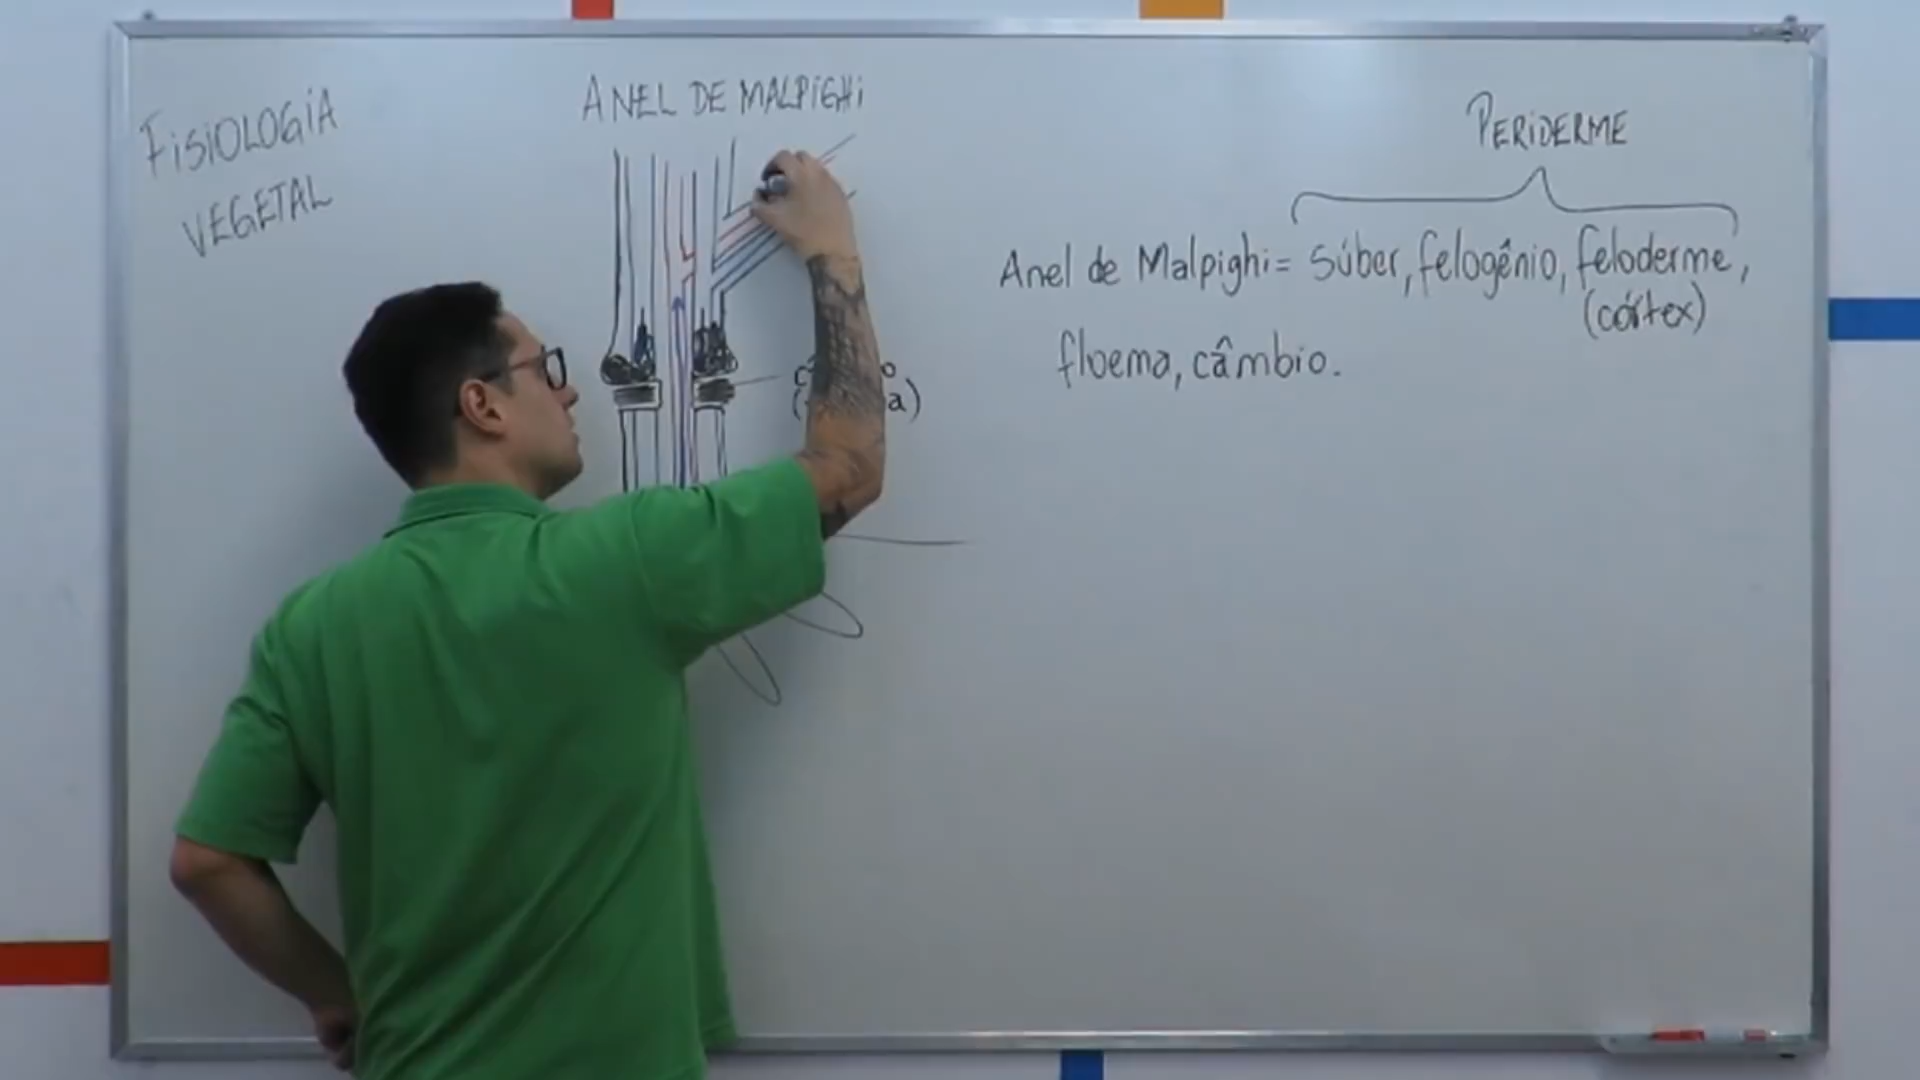 FiSiOLOGiA
VEGETAL
ANEL DE MALPiGHi
PERiDERME
Anel de Malpighi= súber, felogênio, feloderme,
(córtex)
floema, câmbio.